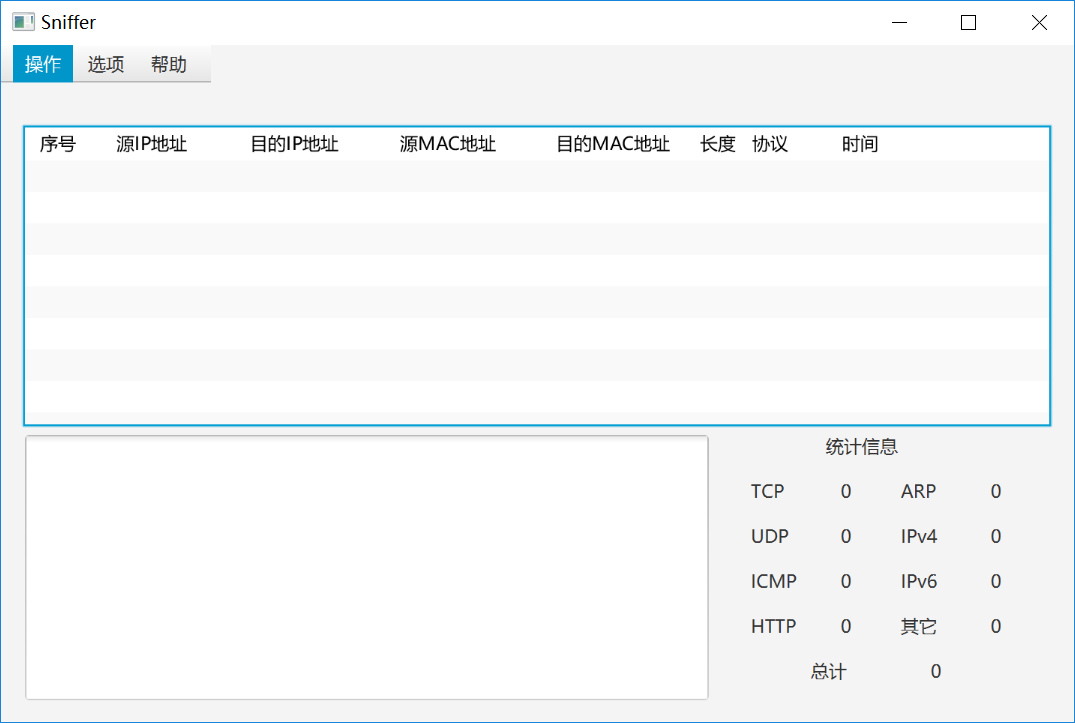 Sniffer
操作 选项 帮助
序号 源IP地址 目的IP地址 源MAC地址 目的MAC地址 长度 协议 时间
统计信息
TCP 0 ARP 0
UDP 0 IPv4 0
ICMP 0 IPv6 0
HTTP 0 其它 0
总计 0